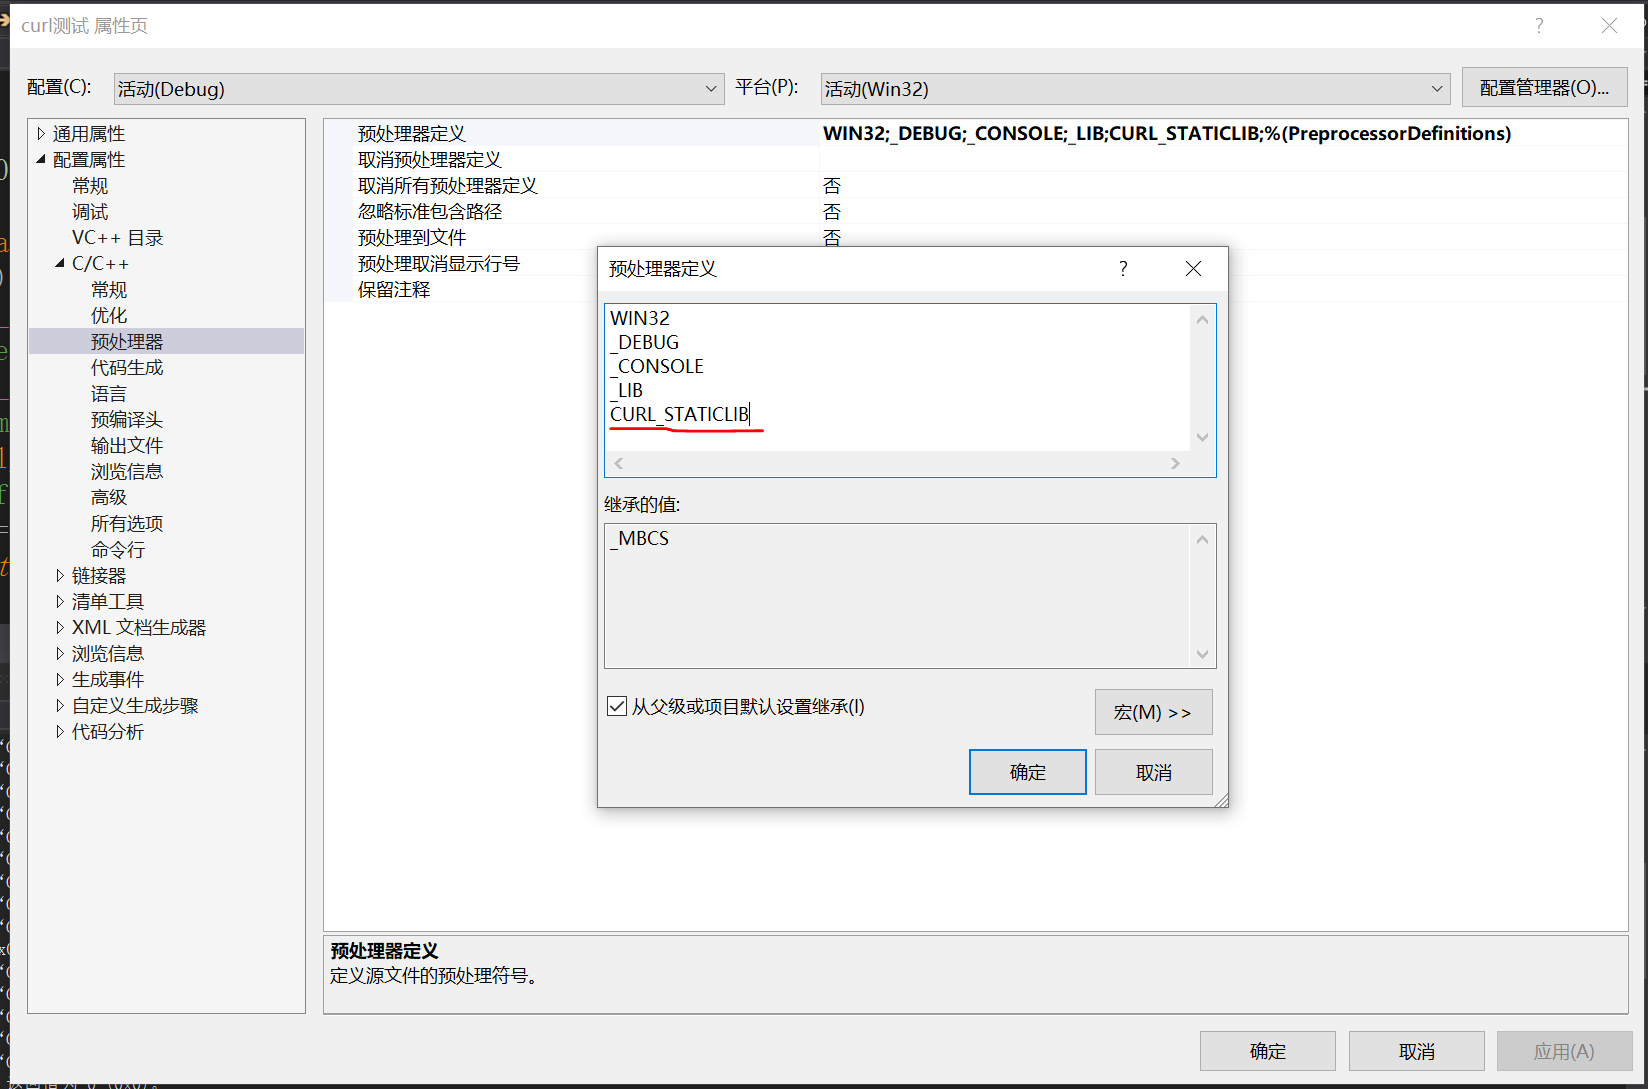 curl测试 属性页
?
配置(C):
活动(Debug)
平台(P):
活动(Win32)
配置管理器(O)...
通用属性
配置属性
常规
调试
VC++ 目录
C/C++
常规
优化
预处理器
代码生成
语言
预编译头
输出文件
浏览信息
高级
所有选项
命令行
链接器
清单工具
XML 文档生成器
浏览信息
生成事件
自定义生成步骤
代码分析
预处理器定义 WIN32;_DEBUG;_CONSOLE;_LIB;CURL_STATICLIB;%(PreprocessorDefinitions)
取消预处理器定义
取消所有预处理器定义 否
忽略标准包含路径 否
预处理到文件 否
预处理取消显示行号
保留注释
预处理器定义
?
WIN32
_DEBUG
_CONSOLE
_LIB
CURL_STATICLIB
继承的值:
_MBCS
从父级或项目默认设置继承(I)
宏(M) >>
确定
取消
预处理器定义
定义源文件的预处理符号。
确定
取消
应用(A)